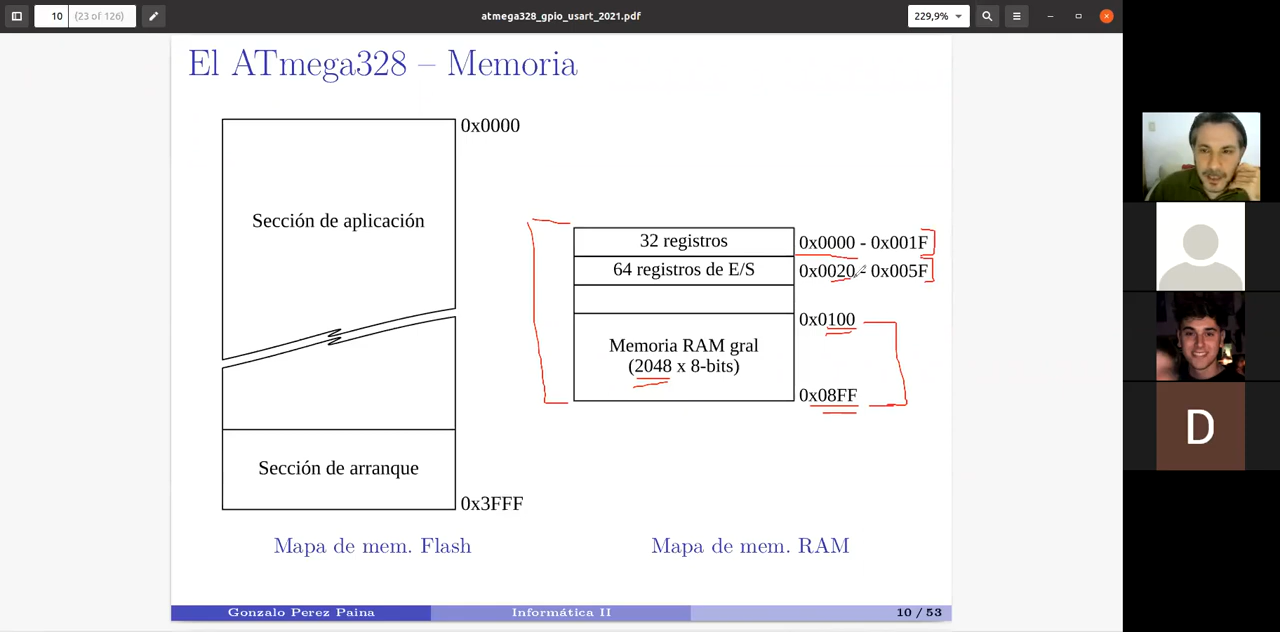 10 (23 of 126) atmega328_gpio_usart_2021.pdf 229,9%
El ATmega328 – Memoria
0x0000
Sección de aplicación
Sección de arranque
0x3FFF
Mapa de mem. Flash
32 registros 0x0000 - 0x001F
64 registros de E/S 0x0020 - 0x005F
0x0100
Memoria RAM gral
(2048 x 8-bits)
0x08FF
Mapa de mem. RAM
Gonzalo Perez Paina Informática II 10 / 53
D